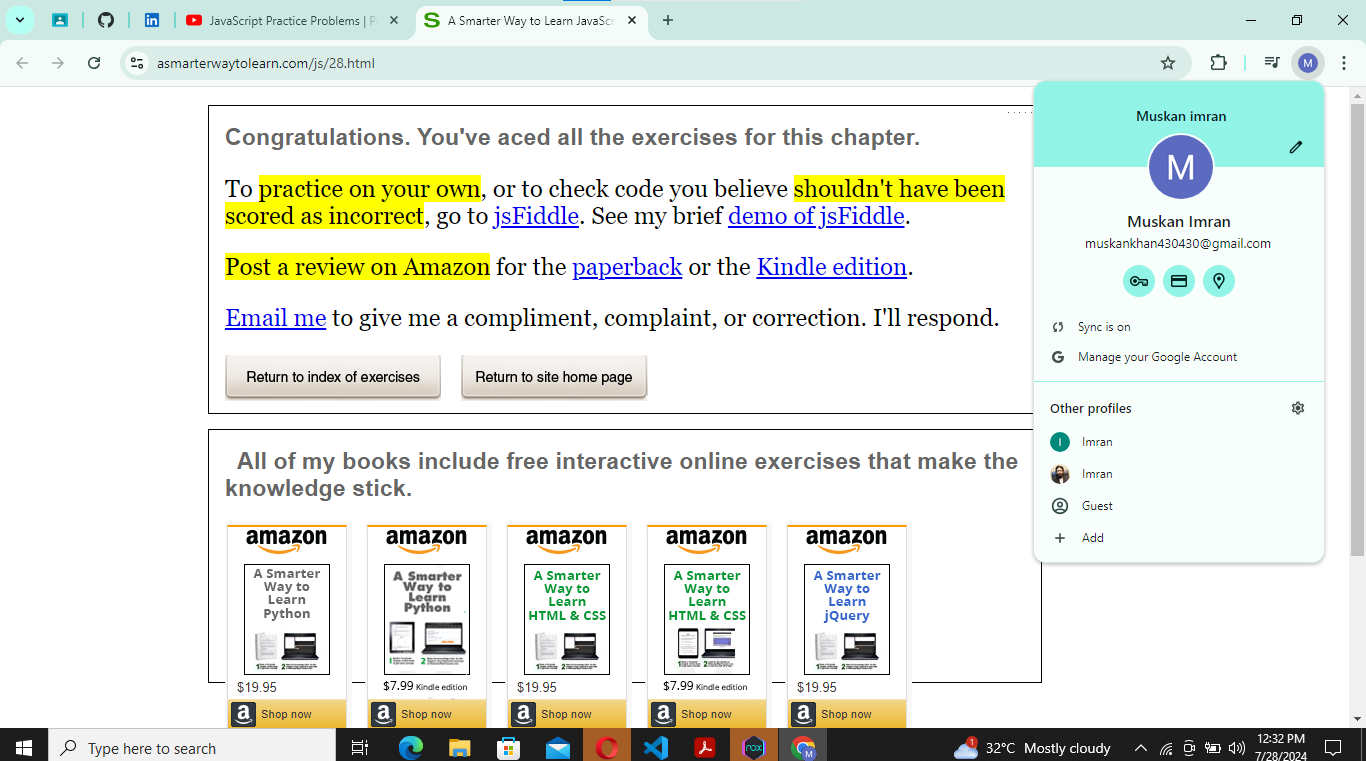 JavaScript Practice Problems | P
A Smarter Way to Learn JavaScr
asmarterwaytolearn.com/js/28.html
M
Congratulations. You've aced all the exercises for this chapter.
To practice on your own, or to check code you believe shouldn't have been
scored as incorrect, go to jsFiddle. See my brief demo of jsFiddle.
Post a review on Amazon for the paperback or the Kindle edition.
Email me to give me a compliment, complaint, or correction. I'll respond.
Return to index of exercises
Return to site home page
Muskan imran
M
Muskan Imran
muskankhan430430@gmail.com
Sync is on
Manage your Google Account
Other profiles
I Imran
Imran
Guest
Add
All of my books include free interactive online exercises that make the
knowledge stick.
amazon
A Smarter
Way to
Learn
Python
$19.95
Shop now
amazon
A Smarter
Way to
Learn
Python
$7.99 Kindle edition
Shop now
amazon
A Smarter
Way to
Learn
HTML & CSS
$19.95
Shop now
amazon
A Smarter
Way to
Learn
HTML & CSS
$7.99 Kindle edition
Shop now
amazon
A Smarter
Way to
Learn
jQuery
$19.95
Shop now
Type here to search
32°C Mostly cloudy
12:32 PM
7/28/2024